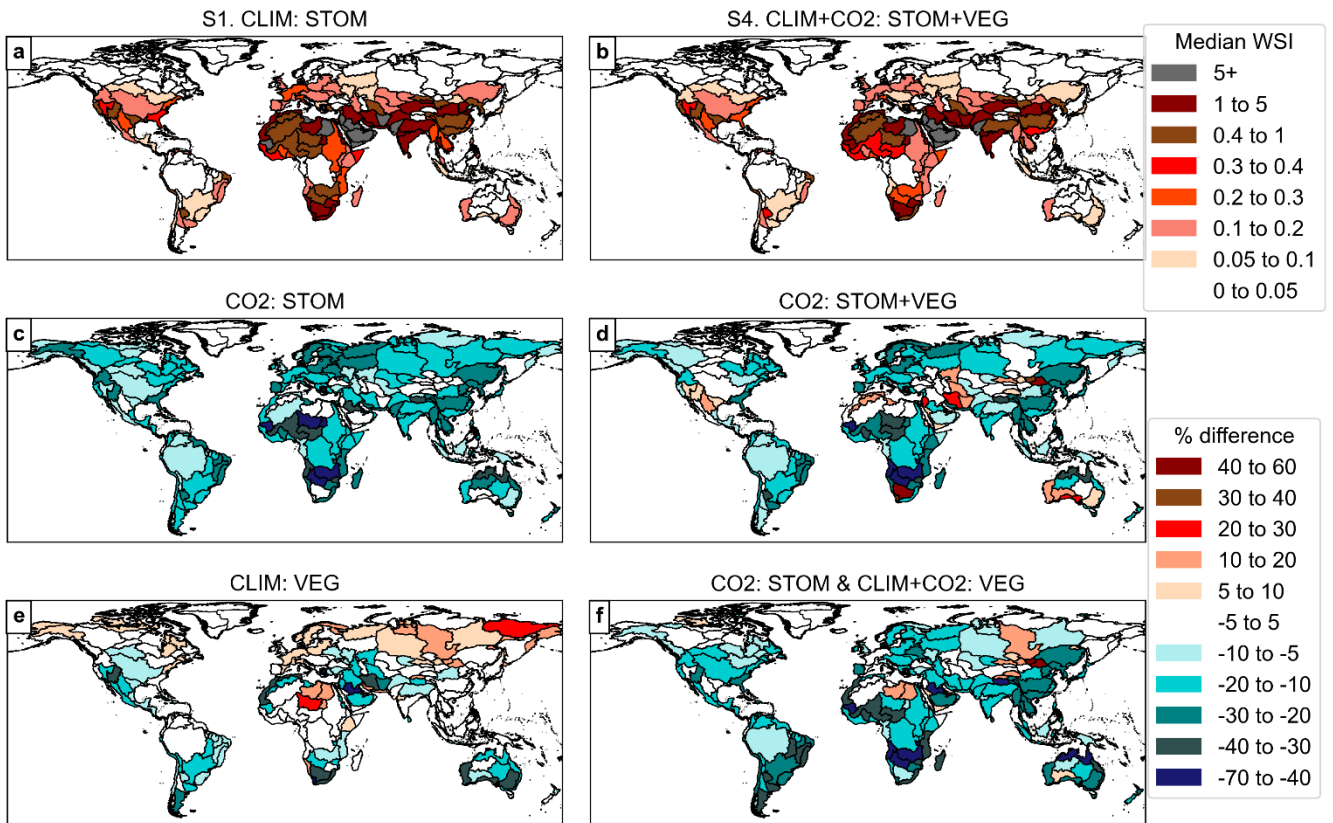 S1. CLIM: STOM
S4. CLIM+CO2: STOM+VEG
a
b
Median WSI
5+
1 to 5
0.4 to 1
0.3 to 0.4
0.2 to 0.3
0.1 to 0.2
0.05 to 0.1
0 to 0.05
CO2: STOM
CO2: STOM+VEG
c
d
CLIM: VEG
CO2: STOM & CLIM+CO2: VEG
e
f
% difference
40 to 60
30 to 40
20 to 30
10 to 20
5 to 10
-5 to 5
-10 to -5
-20 to -10
-30 to -20
-40 to -30
-70 to -40